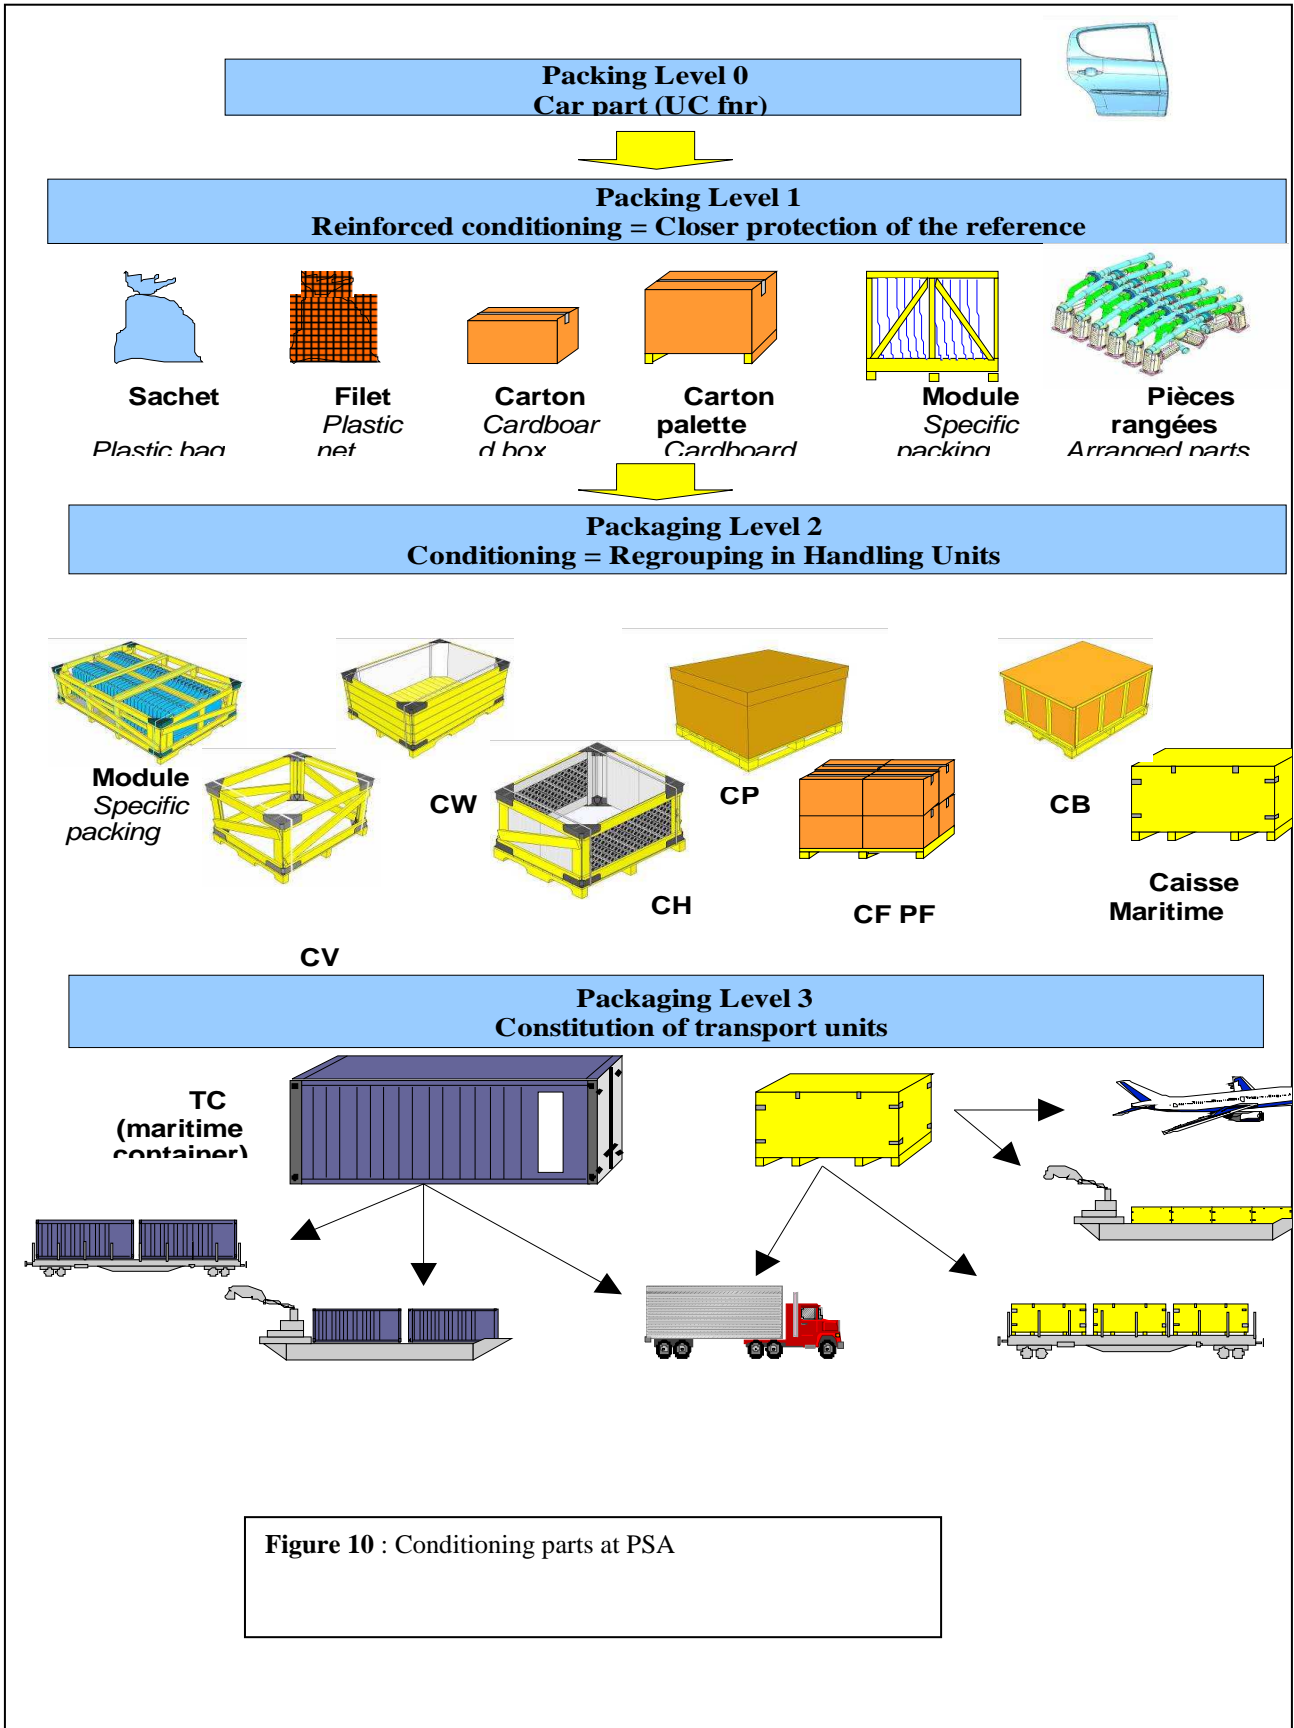 Packing Level 0
Car part (UC fnr)
Packing Level 1
Reinforced conditioning = Closer protection of the reference
Sachet
Plastic bag
Filet
Plastic
net
Carton
Cardboar
d box
Carton
palette
Cardboard
Module
Specific
packing
Pièces
rangées
Arranged parts
Packaging Level 2
Conditioning = Regrouping in Handling Units
Module
Specific
packing
CV
CW
CH
CP
CF PF
CB
Caisse
Maritime
Packaging Level 3
Constitution of transport units
TC
(maritime
container)
Figure 10 : Conditioning parts at PSA